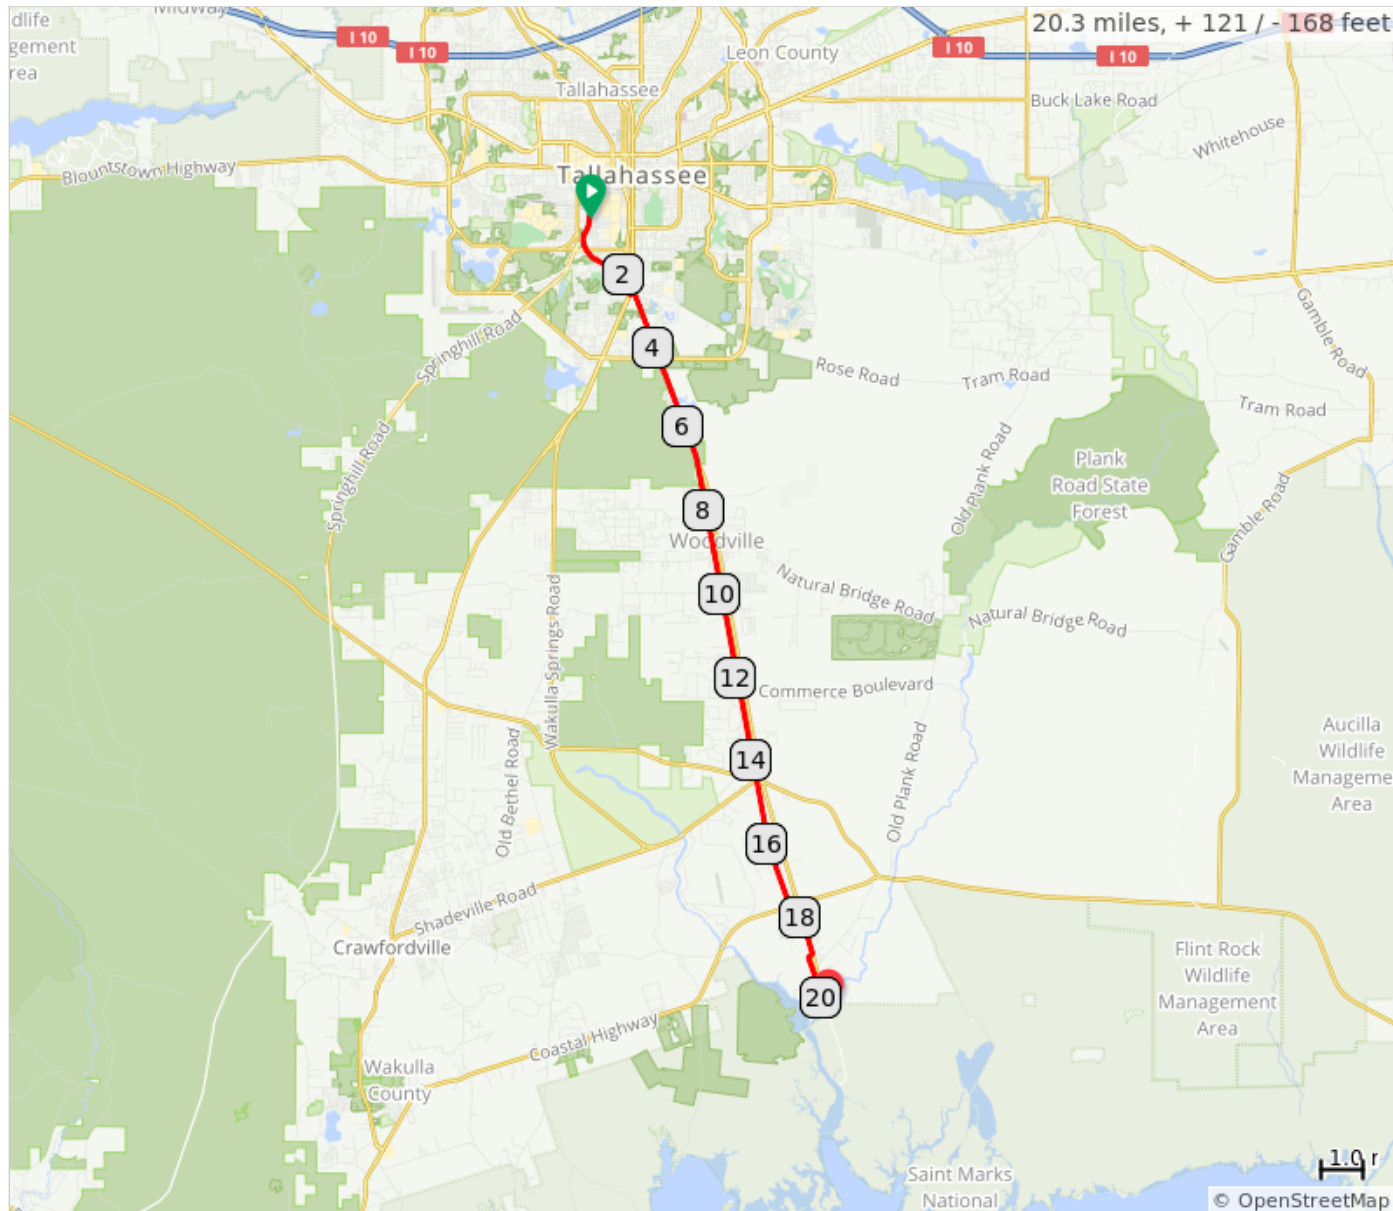 Midway
20.3 miles, + 121 / - 168 feet
dlife
gement
rea
I 10
I 10
I 10
I 10
Leon County
Tallahassee
Buck Lake Road
Whitehouse
Blountstown Highway
Tallahassee
2
Gamble Road
Springhill Road
4
Rose Road
Tram Road
Tram Road
6
Springhill Road
Old Plank Road
Plank
Road State
Forest
Gamble Road
8
Woodville
Natural Bridge Road
10
Natural Bridge Road
Wakulla Springs Road
12
Commerce Boulevard
Old Bethel Road
14
Old Plank Road
Aucilla
Wildlife
Manageme
Area
16
Shadeville Road
18
Crawfordville
Flint Rock
Wildlife
Management
Area
20
Coastal Highway
Wakulla
County
1.0 r
Saint Marks
National
© OpenStreetMap